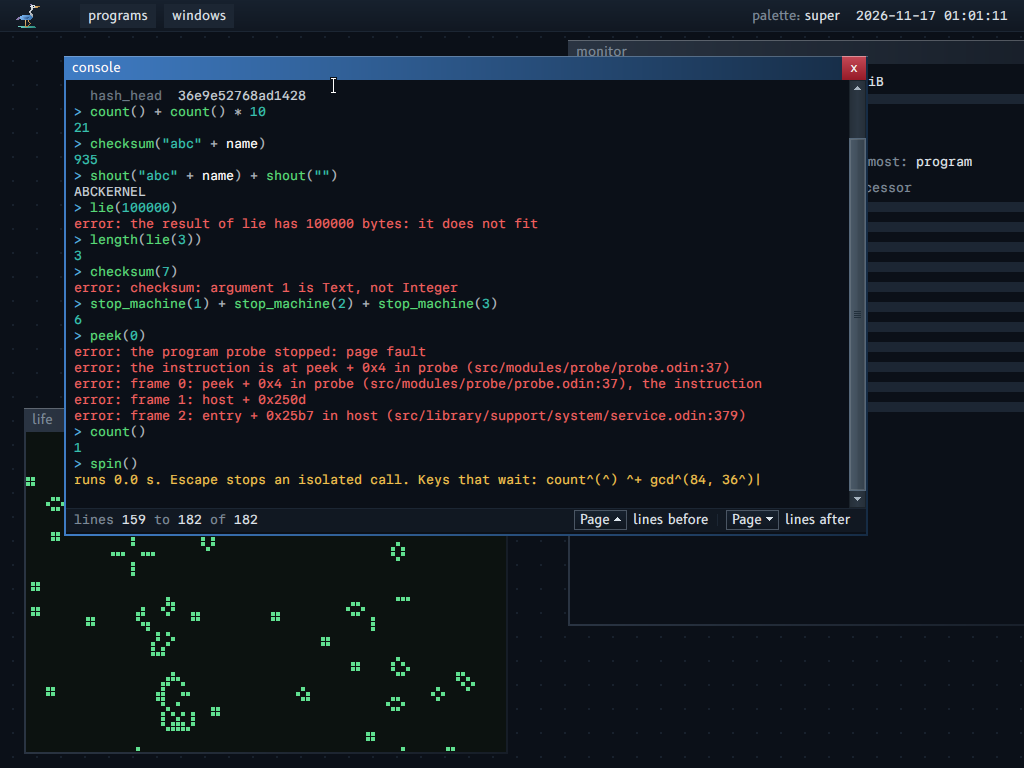 programs windows palette: super 2026-11-17 01:01:11
monitor
console x
iB
hash_head 36e9e52768ad1428
> count() + count() * 10
21
> checksum("abc" + name)
935
most: program
> shout("abc" + name) + shout("")
cessor
ABCKERNEL
> lie(100000)
error: the result of lie has 100000 bytes: it does not fit
> length(lie(3))
3
> checksum(7)
error: checksum: argument 1 is Text, not Integer
> stop_machine(1) + stop_machine(2) + stop_machine(3)
6
> peek(0)
error: the program probe stopped: page fault
error: the instruction is at peek + 0x4 in probe (src/modules/probe/probe.odin:37)
error: frame 0: peek + 0x4 in probe (src/modules/probe/probe.odin:37), the instruction
error: frame 1: host + 0x250d
error: frame 2: entry + 0x25b7 in host (src/library/support/system/service.odin:379)
life
> count()
1
> spin()
runs 0.0 s. Escape stops an isolated call. Keys that wait: count^(^) ^+ gcd^(84, 36^)|
lines 159 to 182 of 182 Page lines before Page lines after